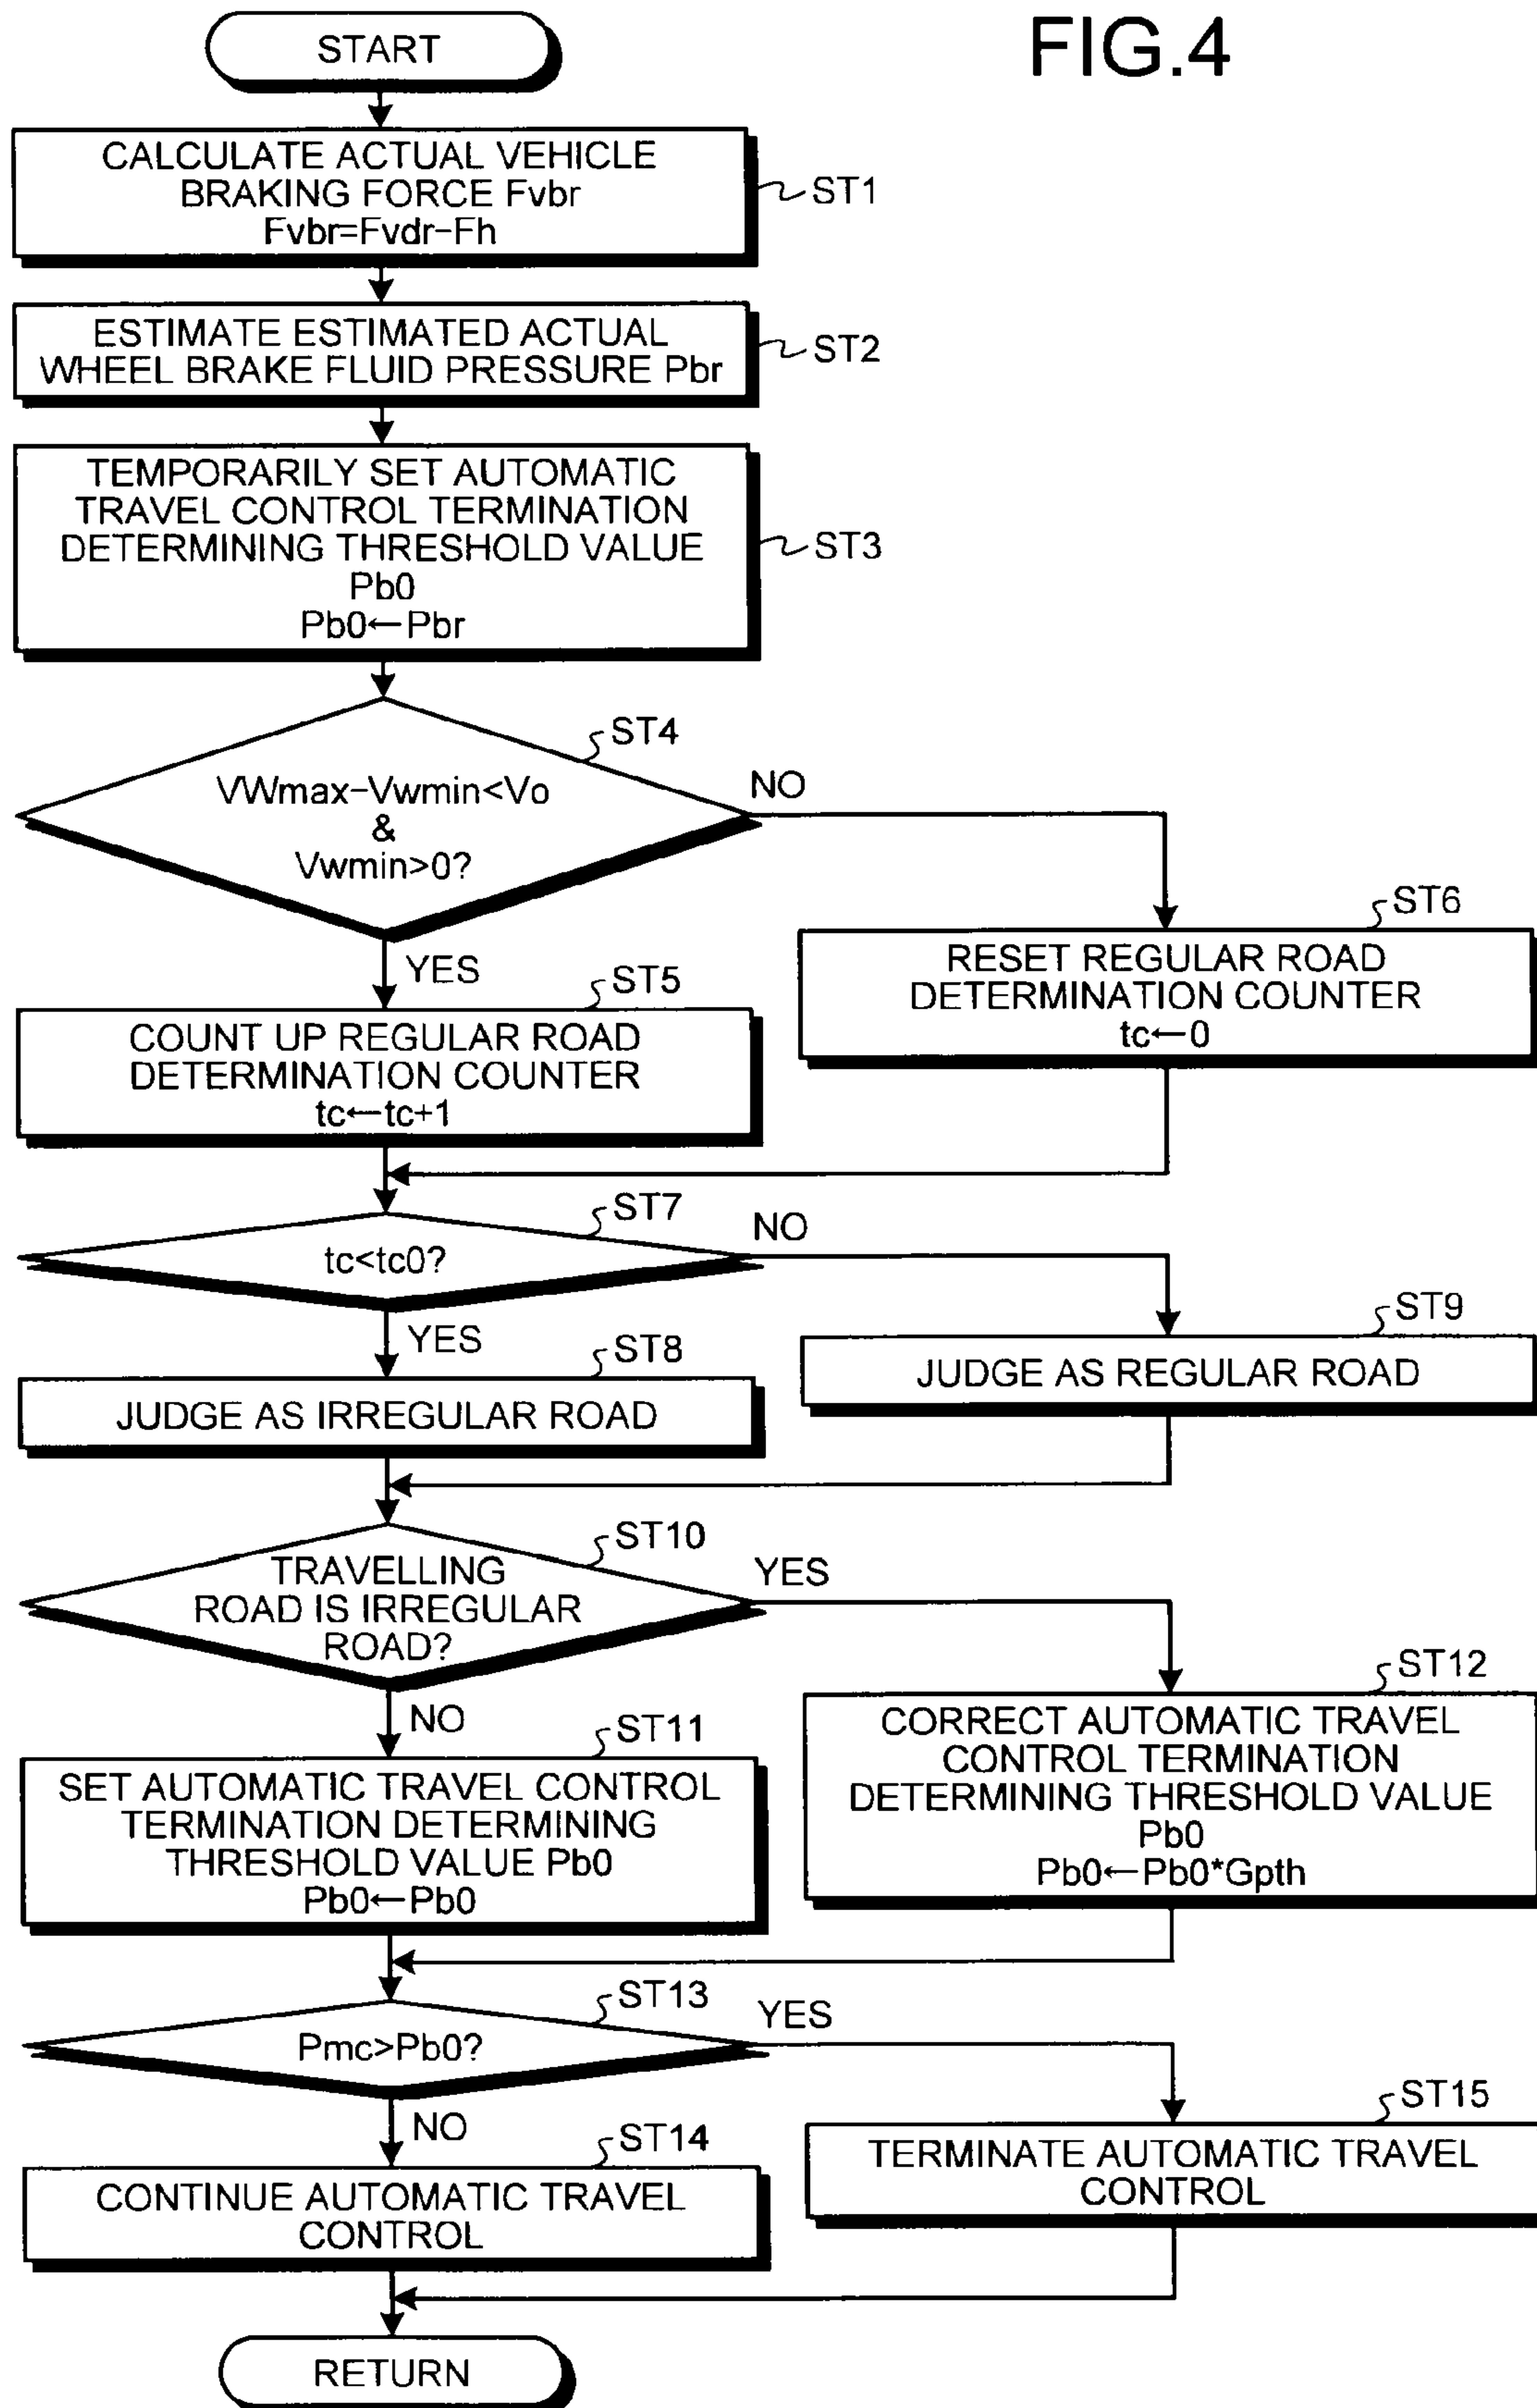 FIG.4
START
CALCULATE ACTUAL VEHICLE
BRAKING FORCE Fvbr
Fvbr=Fvdr-Fh
ST1
ESTIMATE ESTIMATED ACTUAL
WHEEL BRAKE FLUID PRESSURE Pbr
ST2
TEMPORARILY SET AUTOMATIC
TRAVEL CONTROL TERMINATION
DETERMINING THRESHOLD VALUE
Pb0
Pb0←Pbr
ST3
ST4
VWmax-Vwmin<Vo
&
Vwmin>0?
NO
YES
ST5
COUNT UP REGULAR ROAD
DETERMINATION COUNTER
tc←tc+1
ST6
RESET REGULAR ROAD
DETERMINATION COUNTER
tc←0
ST7
tc<tc0?
NO
YES
ST8
JUDGE AS IRREGULAR ROAD
ST9
JUDGE AS REGULAR ROAD
ST10
TRAVELLING
ROAD IS IRREGULAR
ROAD?
YES
NO
ST11
SET AUTOMATIC TRAVEL CONTROL
TERMINATION DETERMINING
THRESHOLD VALUE Pb0
Pb0←Pb0
ST12
CORRECT AUTOMATIC TRAVEL
CONTROL TERMINATION
DETERMINING THRESHOLD VALUE
Pb0
Pb0←Pb0*Gpth
ST13
Pmc>Pb0?
YES
NO
ST14
CONTINUE AUTOMATIC TRAVEL
CONTROL
ST15
TERMINATE AUTOMATIC TRAVEL
CONTROL
RETURN